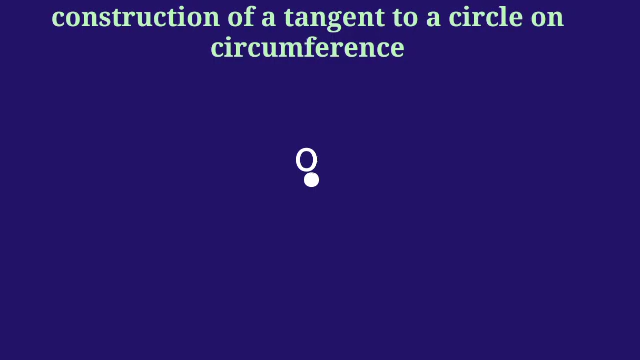 construction of a tangent to a circle on
circumference
o